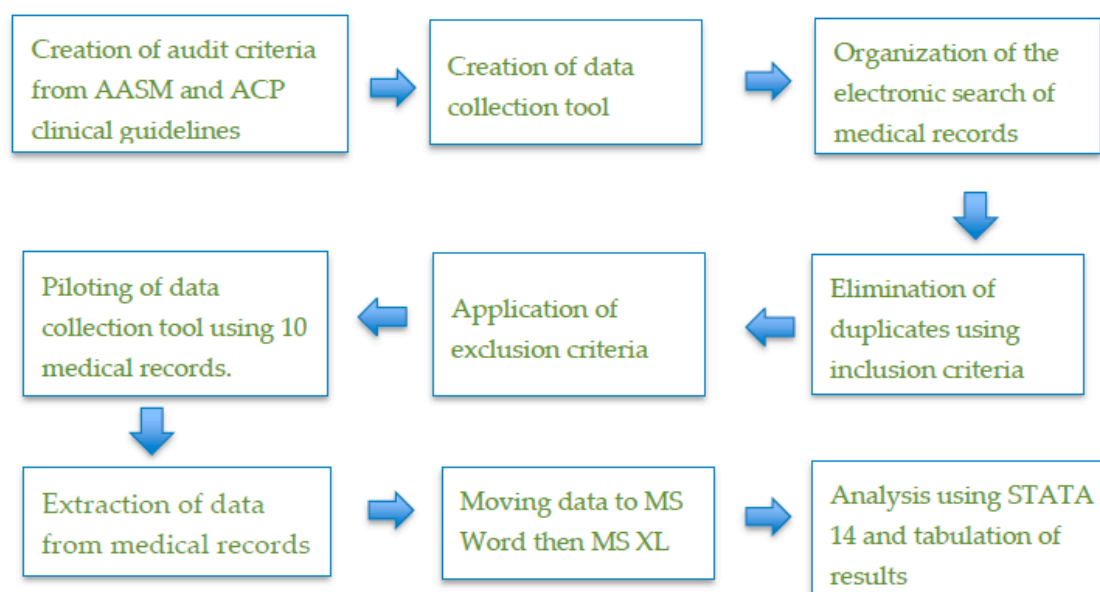 Creation of audit criteria
from AASM and ACP
clinical guidelines
Creation of data
collection tool
Organization of the
electronic search of
medical records
Elimination of
duplicates using
inclusion criteria
Application of
exclusion criteria
Piloting of data
collection tool using 10
medical records.
Extraction of data
from medical records
Moving data to MS
Word then MS XL
Analysis using STATA
14 and tabulation of
results